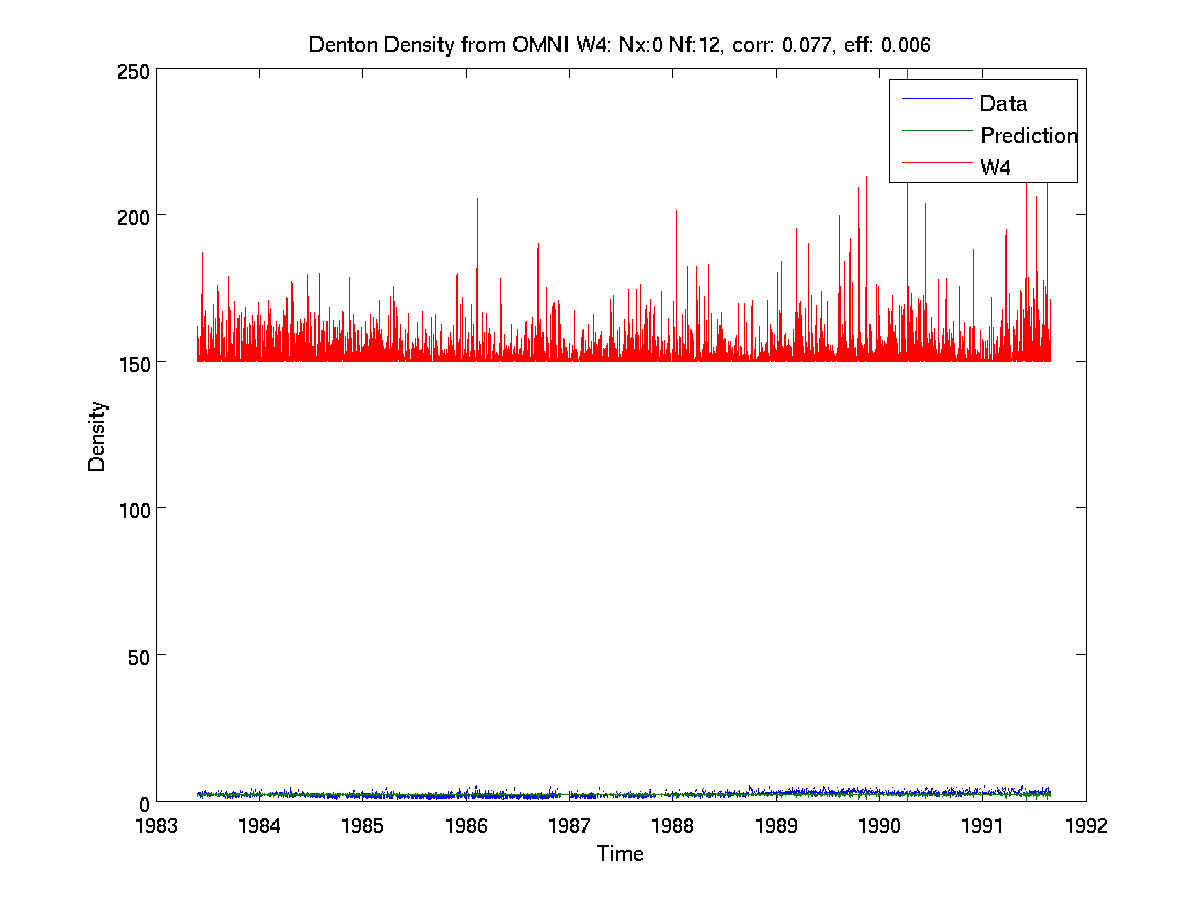 Denton Density from OMNI W4: Nx:0 Nf:12, corr: 0.077, eff: 0.006
250
200
150
100
50
0
Density
Data
Prediction
W4
1983 1984 1985 1986 1987 1988 1989 1990 1991 1992
Time